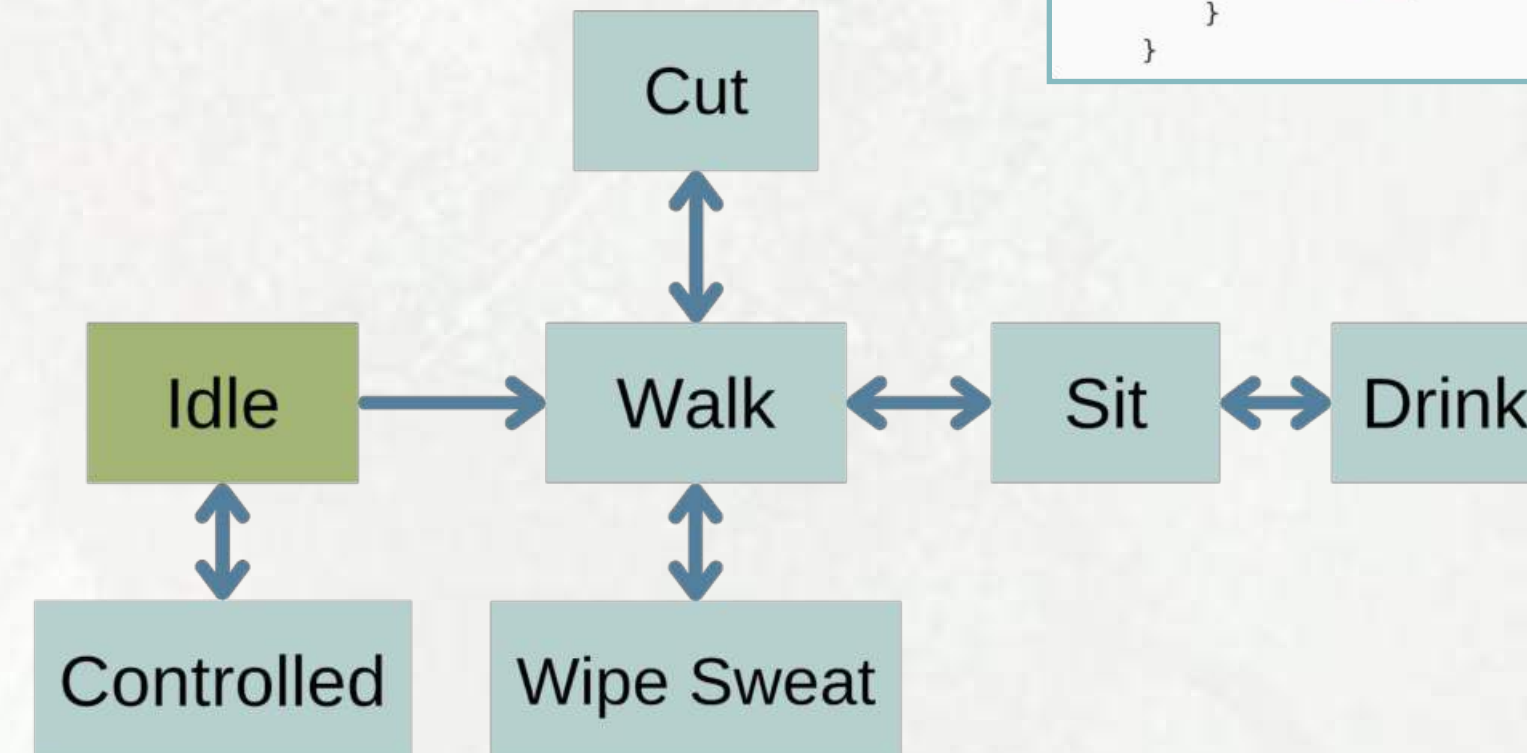 }
}
Cut
Idle
Walk
Sit
Drink
Controlled
Wipe Sweat